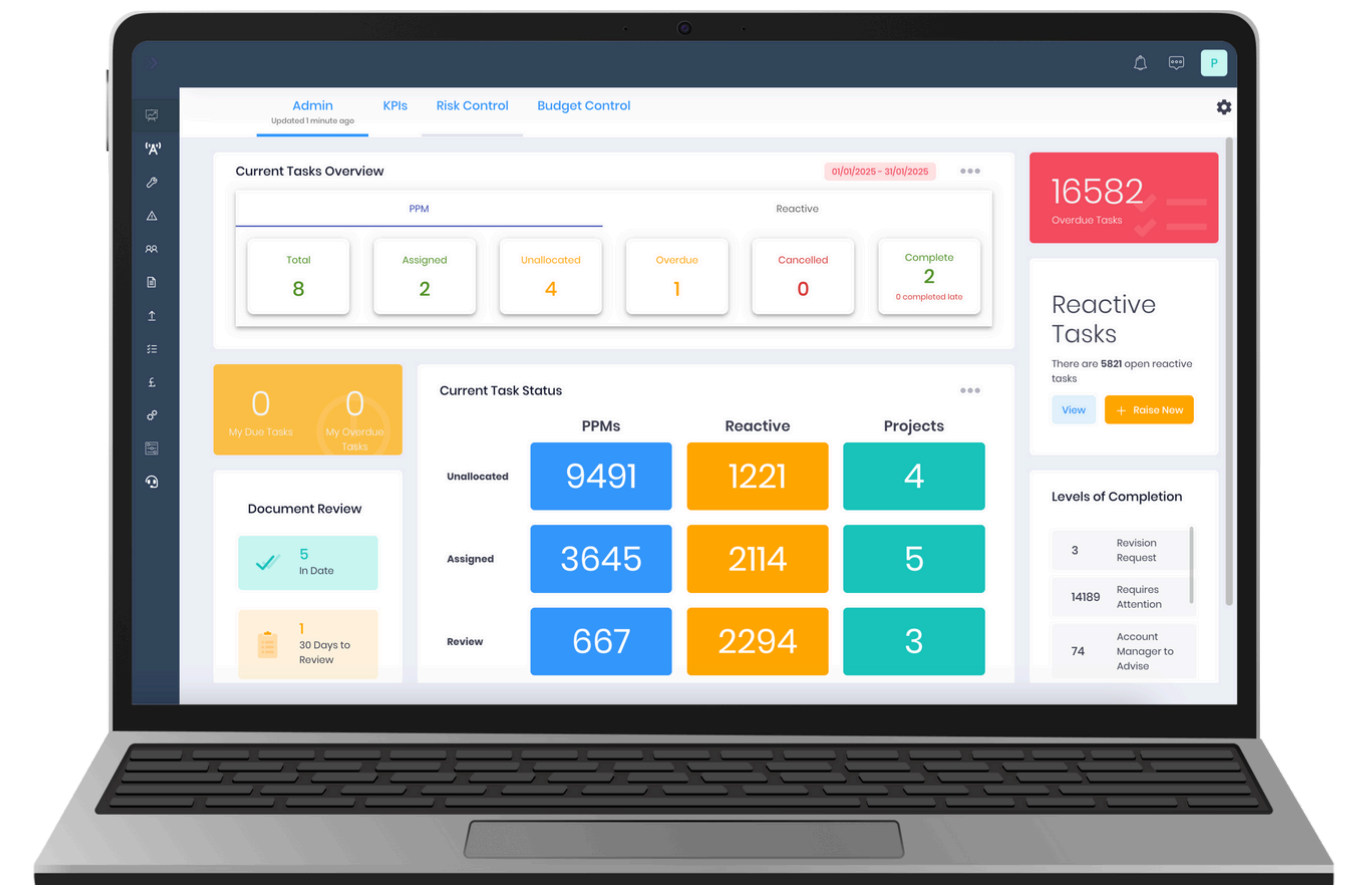 P
Admin
Updated 1 minute ago
KPIs
Risk Control
Budget Control
Current Tasks Overview
01/01/2025 - 31/01/2025
PPM
Reactive
Total
8
Assigned
2
Unallocated
4
Overdue
1
Cancelled
0
Complete
2
0 completed late
16582
Overdue Tasks
Reactive
Tasks
There are 5821 open reactive
tasks
View
+ Raise Now
0
My Due Tasks
0
My Overdue
Tasks
Current Task Status
PPMs
Reactive
Projects
Unallocated
9491
1221
4
Assigned
3645
2114
5
Review
667
2294
3
Document Review
5
In Date
1
30 Days to
Review
Levels of Completion
3
Revision
Request
14189
Requires
Attention
74
Account
Manager to
Advise